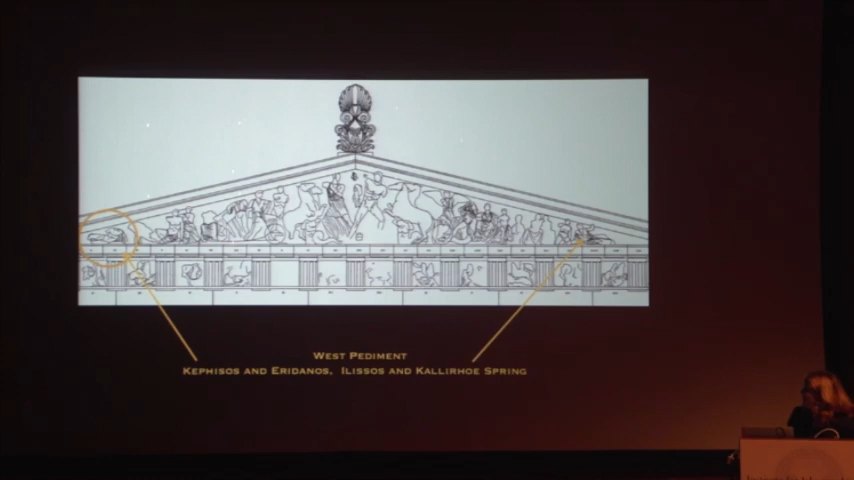 WEST PEDIMENT
KEPHISOS AND ERIDANOS, ILISSOS AND KALLIRHOE SPRING